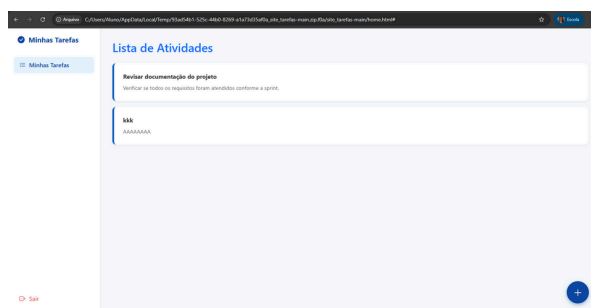 Arquivo C:/Users/Aluno/AppData/Local/Temp/93ad54b1-525c-44b0-8269-a1a73d35af0a_site_tarefas-main.zip.f0a/site_tarefas-main/home.html#
Escola
Minhas Tarefas
Minhas Tarefas
Sair
Lista de Atividades
Revisar documentação do projeto
Verificar se todos os requisitos foram atendidos conforme a sprint.
kkk
AAAAAAAA
+